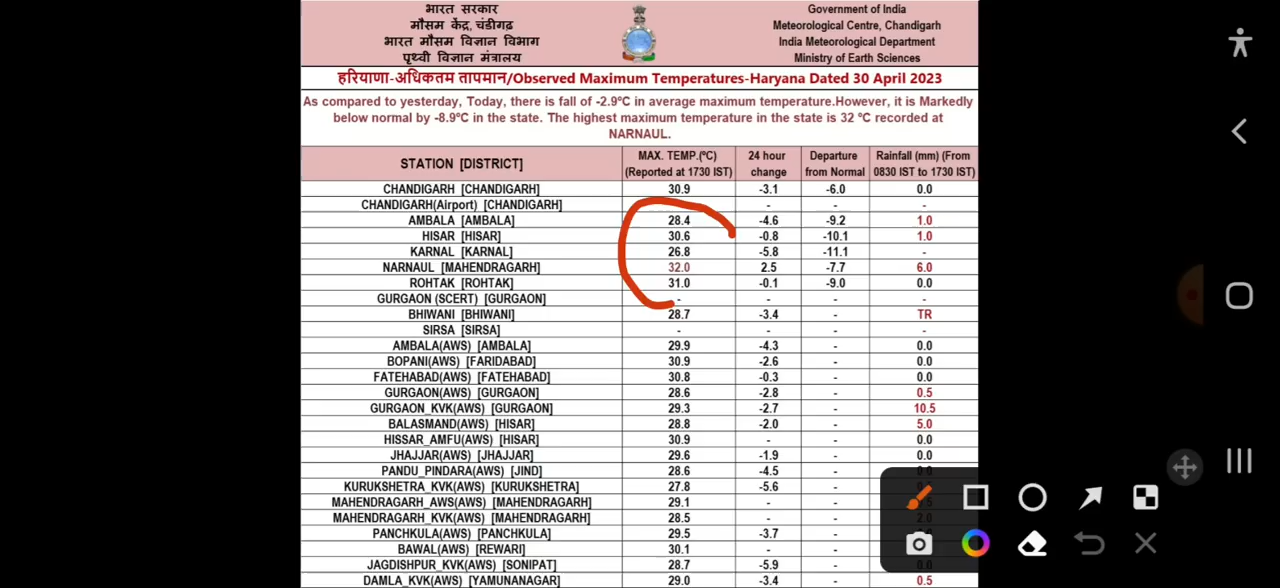 भारत सरकार
मौसम केंद्र, चंडीगढ़
भारत मौसम विज्ञान विभाग
पृथ्वी विज्ञान मंत्रालय
Government of India
Meteorological Centre, Chandigarh
India Meteorological Department
Ministry of Earth Sciences
हरियाणा-अधिकतम तापमान/Observed Maximum Temperatures-Haryana Dated 30 April 2023
As compared to yesterday, Today, there is fall of -2.9ºC in average maximum temperature.However, it is Markedly
below normal by -8.9ºC in the state. The highest maximum temperature in the state is 32 ºC recorded at
NARNAUL.
STATION [DISTRICT] MAX. TEMP.(ºC) (Reported at 1730 IST) 24 hour change Departure from Normal Rainfall (mm) (From 0830 IST to 1730 IST)
CHANDIGARH [CHANDIGARH] 30.9 -3.1 -6.0 0.0
CHANDIGARH(Airport) [CHANDIGARH] - - - -
AMBALA [AMBALA] 28.4 -4.6 -9.2 1.0
HISAR [HISAR] 30.6 -0.8 -10.1 1.0
KARNAL [KARNAL] 26.8 -5.8 -11.1 -
NARNAUL [MAHENDRAGARH] 32.0 2.5 -7.7 6.0
ROHTAK [ROHTAK] 31.0 -0.1 -9.0 0.0
GURGAON (SCERT) [GURGAON] - - - -
BHIWANI [BHIWANI] 28.7 -3.4 - TR
SIRSA [SIRSA] - - - -
AMBALA(AWS) [AMBALA] 29.9 -4.3 - 0.0
BOPANI(AWS) [FARIDABAD] 30.9 -2.6 - 0.0
FATEHABAD(AWS) [FATEHABAD] 30.8 -0.3 - 0.0
GURGAON(AWS) [GURGAON] 28.6 -2.8 - 0.5
GURGAON_KVK(AWS) [GURGAON] 29.3 -2.7 - 10.5
BALASMAND(AWS) [HISAR] 28.8 -2.0 - 5.0
HISSAR_AMFU(AWS) [HISAR] 30.9 - - 0.0
JHAJJAR(AWS) [JHAJJAR] 29.6 -1.9 - 0.0
PANDU_PINDARA(AWS) [JIND] 28.6 -4.5 -
KURUKSHETRA_KVK(AWS) [KURUKSHETRA] 27.8 -5.6 -
MAHENDRAGARH_AWS(AWS) [MAHENDRAGARH] 29.1 - -
MAHENDRAGARH_KVK(AWS) [MAHENDRAGARH] 28.5 - - 2.0
PANCHKULA(AWS) [PANCHKULA] 29.5 -3.7 -
BAWAL(AWS) [REWARI] 30.1 - -
JAGDISHPUR_KVK(AWS) [SONIPAT] 28.7 -5.9 - 0.0
DAMLA_KVK(AWS) [YAMUNANAGAR] 29.0 -3.4 - 0.5